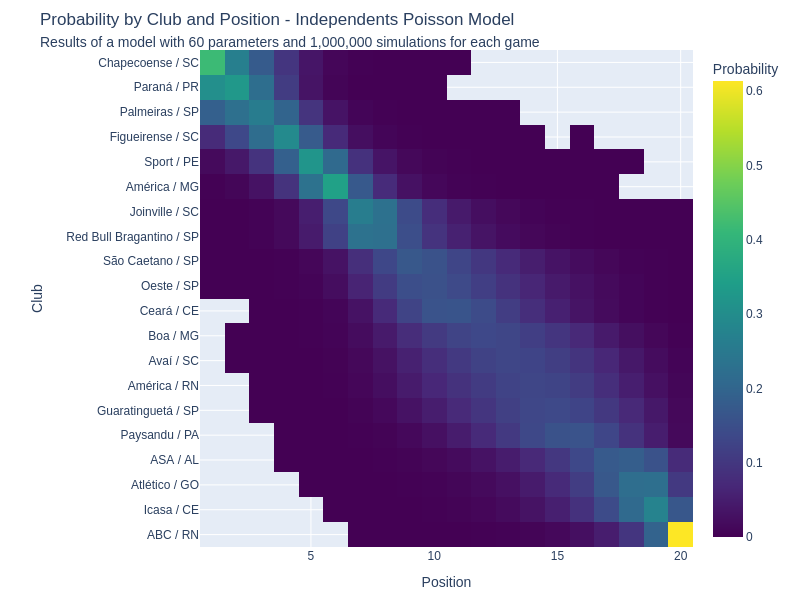 Probability by Club and Position - Independents Poisson Model
Results of a model with 60 parameters and 1,000,000 simulations for each game
Chapecoense / SC
Paraná / PR
Palmeiras / SP
Figueirense / SC
Sport / PE
América / MG
Joinville / SC
Red Bull Bragantino / SP
São Caetano / SP
Oeste / SP
Ceará / CE
Boa / MG
Avaí / SC
América / RN
Guaratinguetá / SP
Paysandu / PA
ASA / AL
Atlético / GO
Icasa / CE
ABC / RN
Club
5
10
15
20
Position
Probability
0.6
0.5
0.4
0.3
0.2
0.1
0